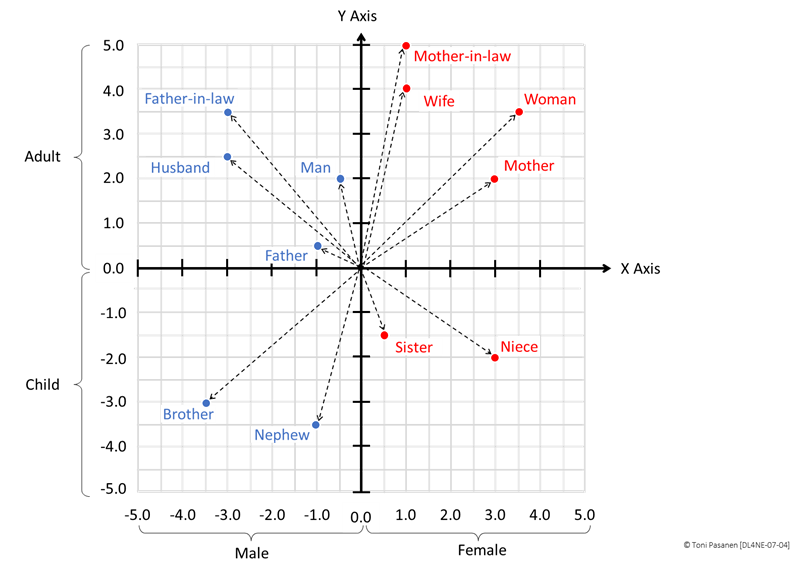 Y Axis
5.0
Mother-in-law
4.0
Father-in-law
Wife
Woman
3.0
Adult
Husband
Man
Mother
2.0
1.0
Father
0.0
X Axis
-1.0
Sister
Niece
-2.0
Child
-3.0
Brother
Nephew
-4.0
-5.0
-5.0 -4.0 -3.0 -2.0 -1.0 0.0 1.0 2.0 3.0 4.0 5.0
Male
Female
© Toni Pasanen [DL4NE-07-04]